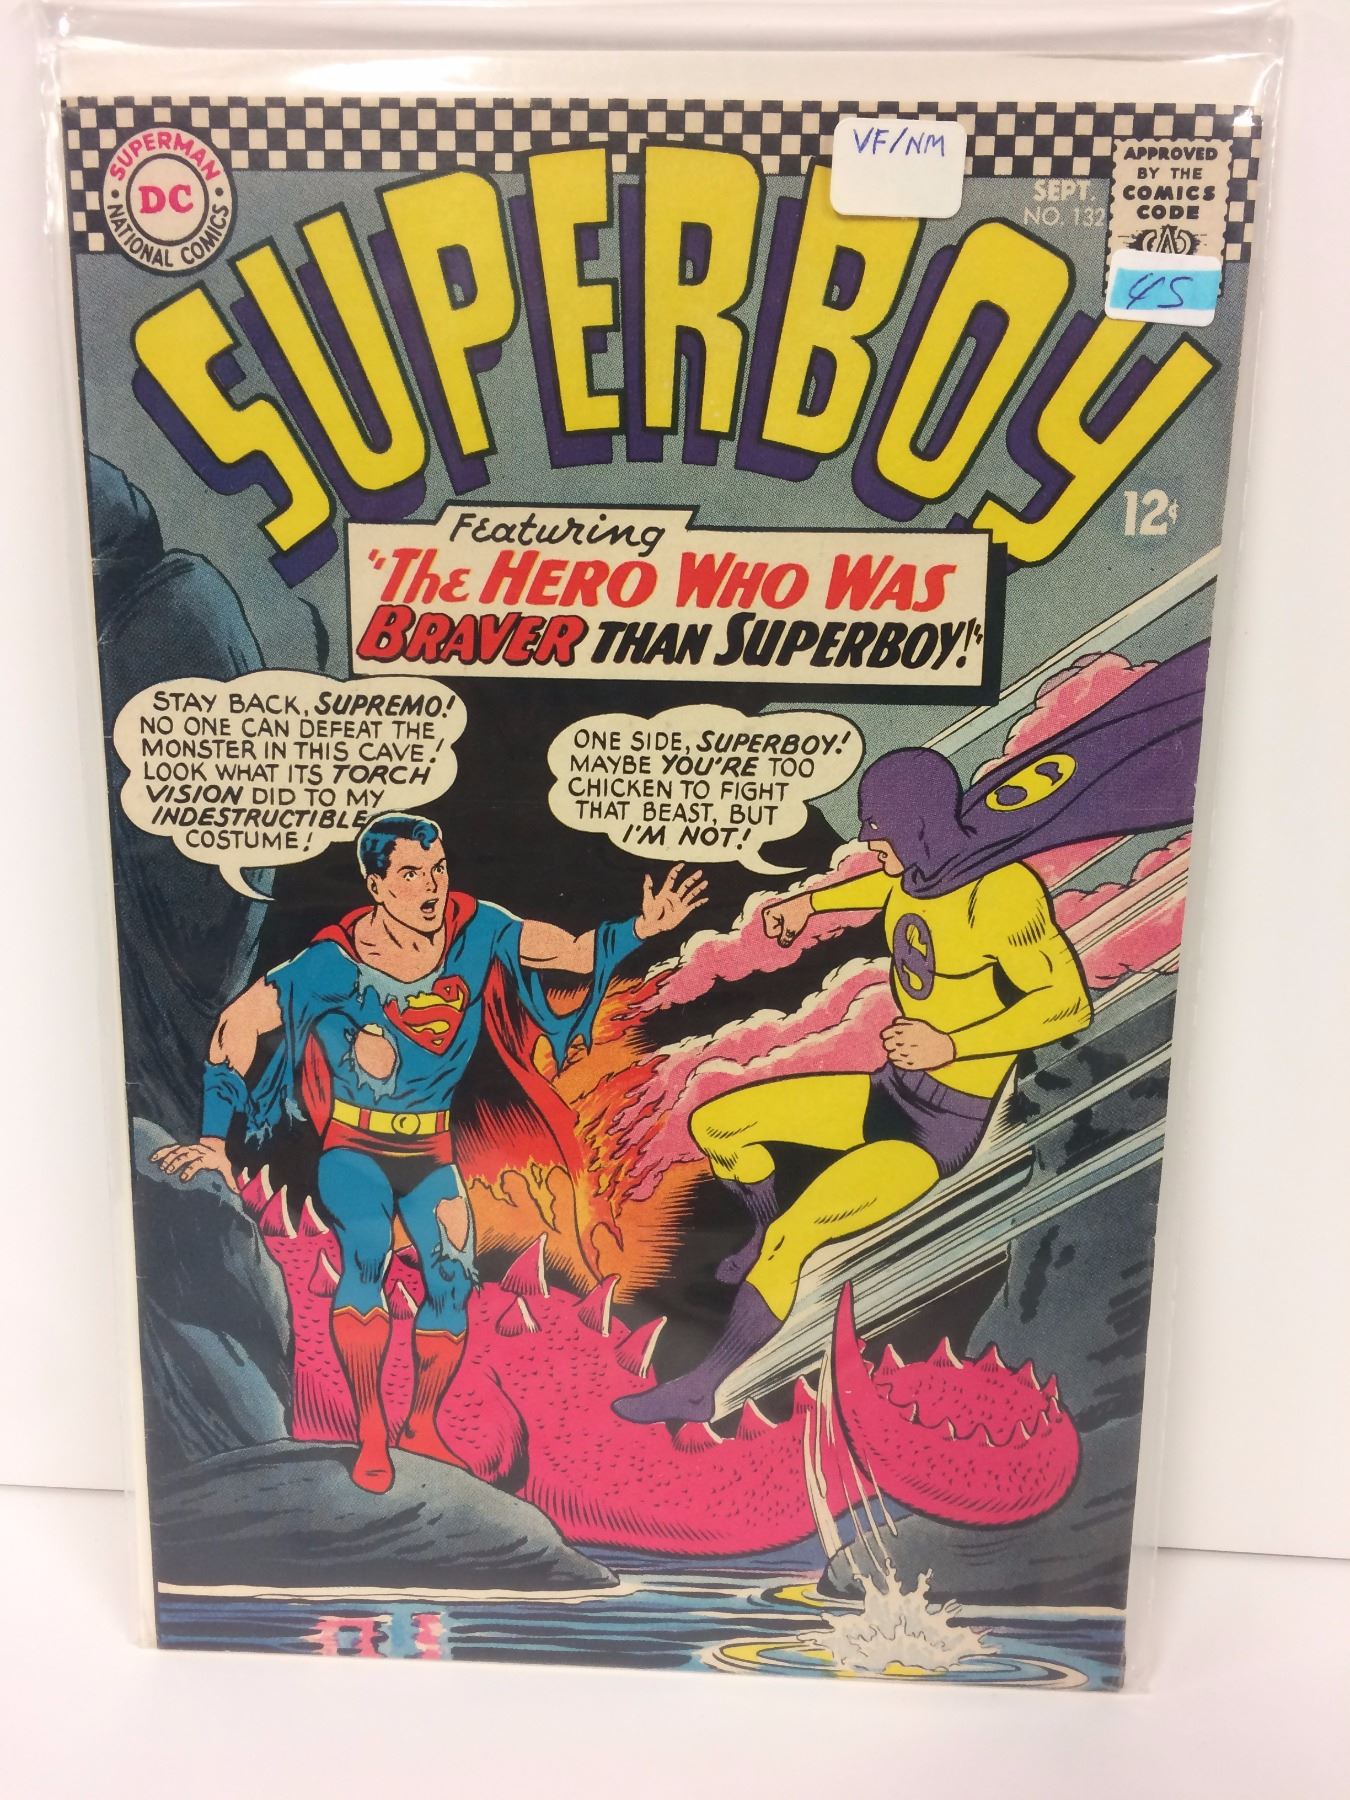 SUPERMAN
DC
NATIONAL COMICS
VF/NM
SEPT.
NO. 132
APPROVED
BY THE
COMICS
CODE
45
SUPERBOY
12¢
Featuring
"The HERO WHO WAS
BRAVER THAN SUPERBOY!"
STAY BACK, SUPREMO!
NO ONE CAN DEFEAT THE
MONSTER IN THIS CAVE!
LOOK WHAT ITS TORCH
VISION DID TO MY
INDESTRUCTIBLE
COSTUME!
ONE SIDE, SUPERBOY!
MAYBE YOU'RE TOO
CHICKEN TO FIGHT
THAT BEAST, BUT
I'M NOT!
S
S